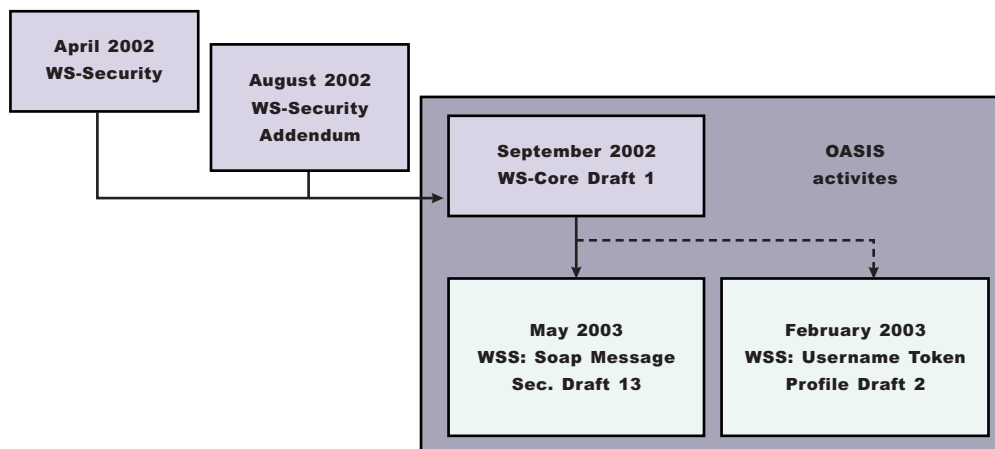 April 2002
WS-Security
August 2002
WS-Security
Addendum
September 2002
WS-Core Draft 1
OASIS
activites
May 2003
WSS: Soap Message
Sec. Draft 13
February 2003
WSS: Username Token
Profile Draft 2